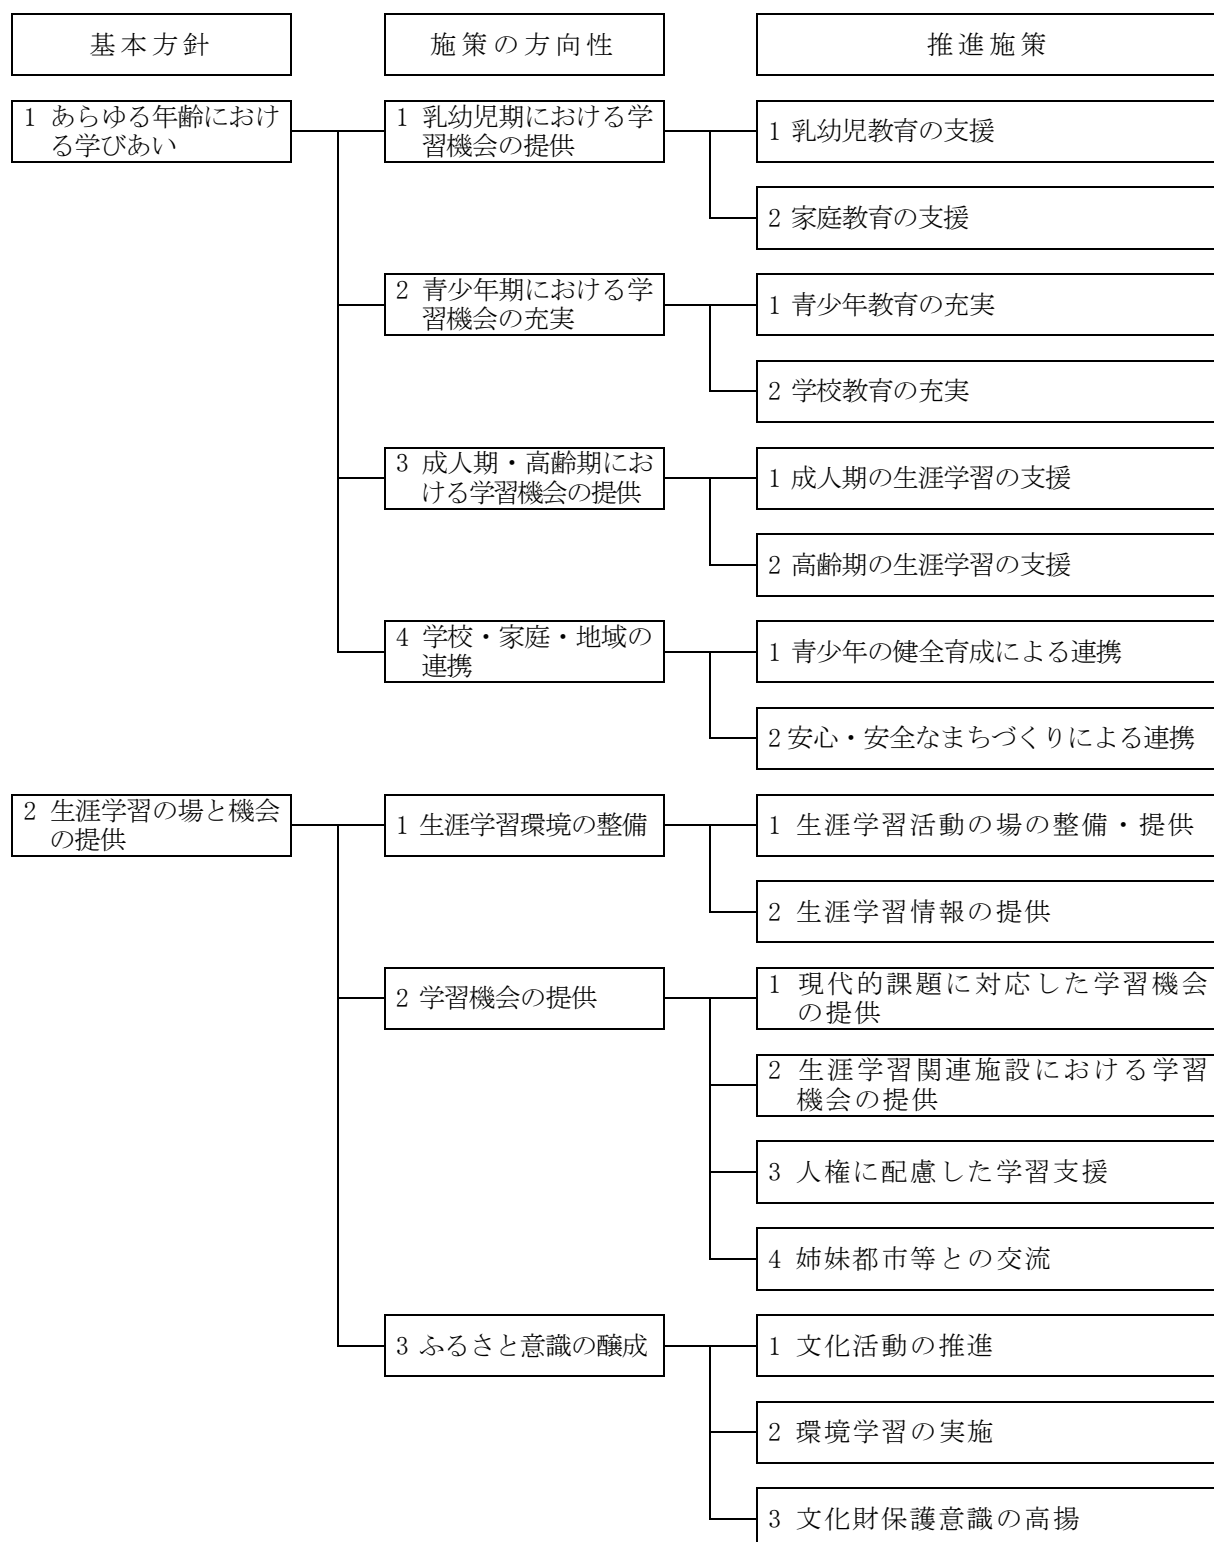 基本方針
施策の方向性
推進施策
1 あらゆる年齢におけ
る学びあい
1 乳幼児期における学
習機会の提供
1 乳幼児教育の支援
2 家庭教育の支援
2 青少年期における学
習機会の充実
1 青少年教育の充実
2 学校教育の充実
3 成人期・高齢期にお
ける学習機会の提供
1 成人期の生涯学習の支援
2 高齢期の生涯学習の支援
4 学校・家庭・地域の
連携
1 青少年の健全育成による連携
2 安心・安全なまちづくりによる連携
2 生涯学習の場と機会
の提供
1 生涯学習環境の整備
1 生涯学習活動の場の整備・提供
2 生涯学習情報の提供
2 学習機会の提供
1 現代的課題に対応した学習機会
の提供
2 生涯学習関連施設における学習
機会の提供
3 人権に配慮した学習支援
4 姉妹都市等との交流
3 ふるさと意識の醸成
1 文化活動の推進
2 環境学習の実施
3 文化財保護意識の高揚